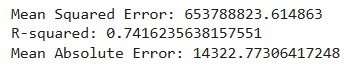 Mean Squared Error: 653788823.614863
R-squared: 0.7416235638157551
Mean Absolute Error: 14322.77306417248